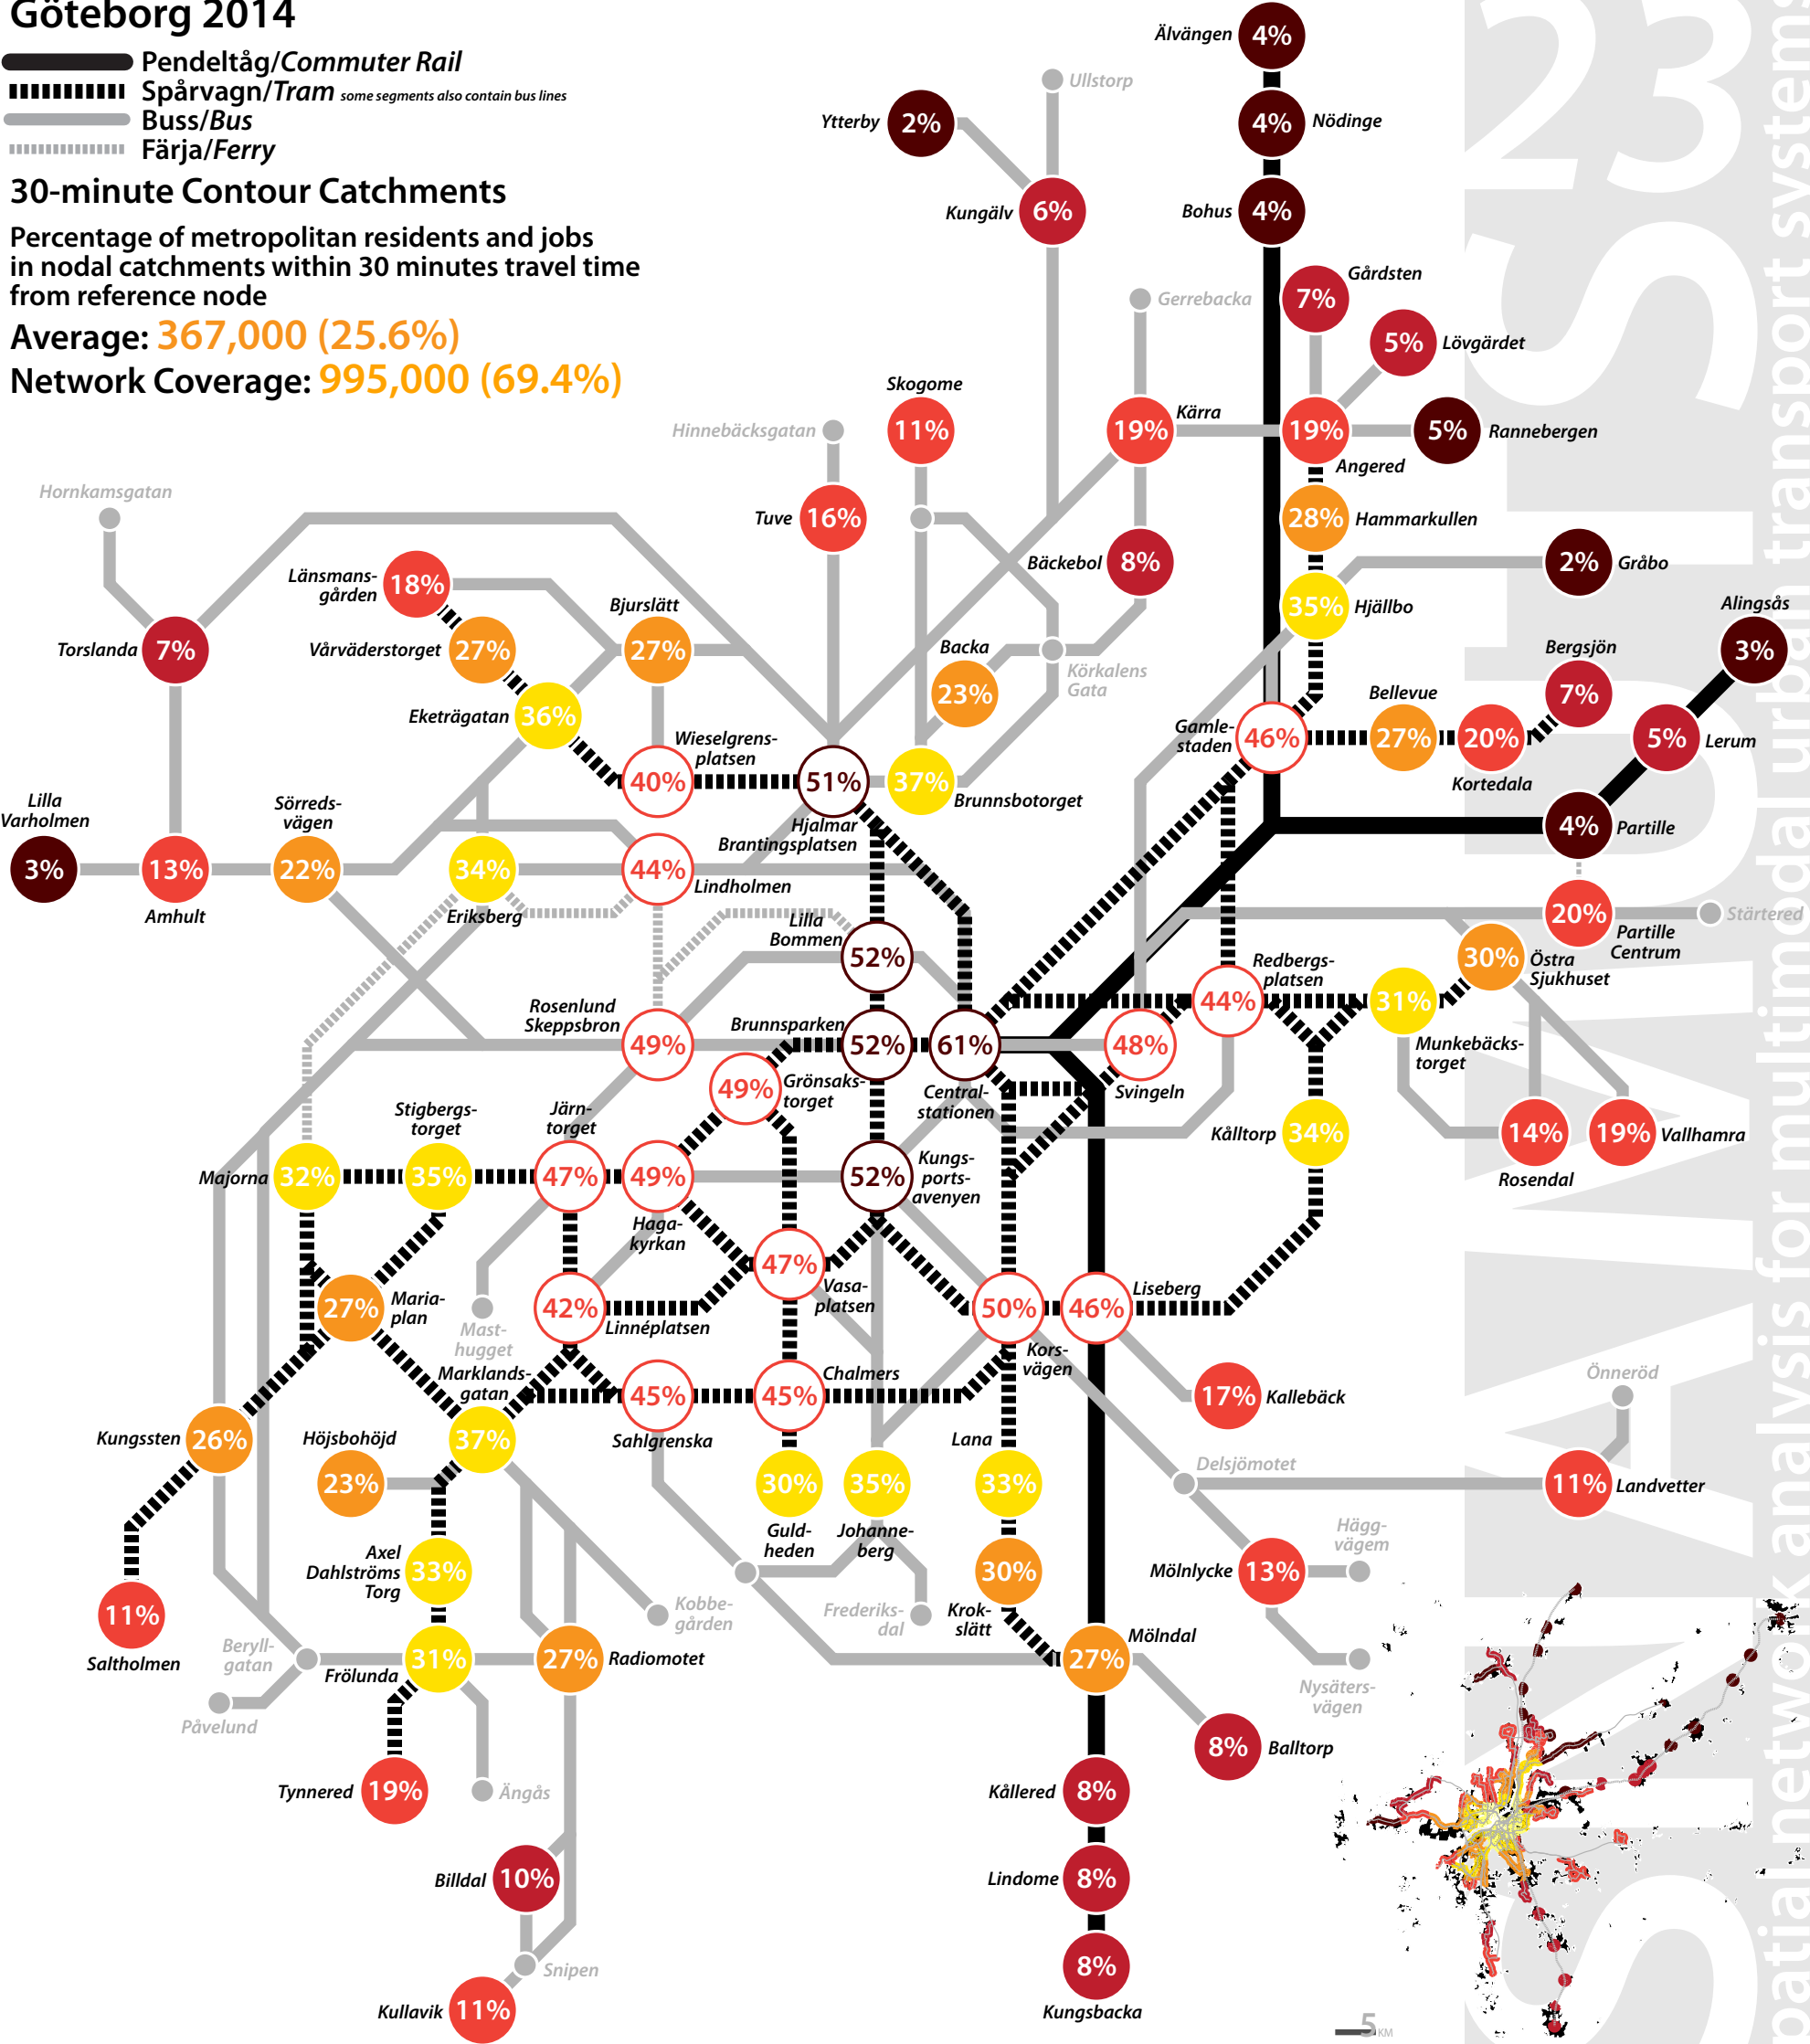 Göteborg 2014
Pendeltåg/Commuter Rail
Spårvagn/Tram some segments also contain bus lines
Buss/Bus
Färja/Ferry
30-minute Contour Catchments
Percentage of metropolitan residents and jobs
in nodal catchments within 30 minutes travel time
from reference node
Average: 367,000 (25.6%)
Network Coverage: 995,000 (69.4%)
23
SNAMUTS
spatial network analysis for multimodal urban transport systems
Älvängen 4%
Ullstorp
Ytterby 2%
4% Nödinge
Kungälv 6%
Bohus 4%
Gårdsten
7%
Gerrebacka
5% Lövgärdet
Skogome
11%
Hinnebäcksgatan
19% Kärra
19%
Angered
5% Rannebergen
Hornkamsgatan
Tuve 16%
28% Hammarkullen
Bäckebol 8%
2% Gråbo
Länsmans-
gården
18%
35% Hjällbo
Alingsås
3%
Bjurslätt
27%
Torslanda 7%
Vårväderstorget 27%
Backa
23%
Körkalens
Gata
Bergsjön
7%
Eketrägatan 36%
Bellevue
27%
Gamle-
staden
46%
20%
Kortedala
5% Lerum
Wieselgrens-
platsen
40%
51%
Hjalmar
Brantingsplatsen
37%
Brunnsbotorget
4% Partille
Lilla
Varholmen
3%
13%
Amhult
Sörreds-
vägen
22%
34%
Eriksberg
44%
Lindholmen
20%
Partille
Centrum
Stärtered
Lilla
Bommen
52%
30%
Östra
Sjukhuset
Redbergs-
platsen
44%
31%
Munkebäcks-
torget
Rosenlund
Skeppsbron
49%
Brunnsparken
52%
61%
Central-
stationen
48%
Svingeln
49%
Grönsaks-
torget
Kålltorp 34%
14%
Rosendal
19% Vallhamra
Majorna 32%
Stigbergs-
torget
35%
Järn-
torget
47%
49%
Haga-
kyrkan
52%
Kungs-
ports-
avenyen
47%
Vasa-
platsen
27%
Maria-
plan
Mast-
hugget
42%
Linnéplatsen
50%
Kors-
vägen
46%
Liseberg
Marklands-
gatan
37%
45%
Sahlgrenska
45%
Chalmers
17% Kallebäck
Önneröd
Kungssten 26%
Höjsbohöjd
23%
30%
Guld-
heden
35%
Johanne-
berg
Lana
33%
Delsjömotet
11% Landvetter
Axel
Dahlströms
Torg
33%
30%
Krok-
slätt
Mölnlycke 13%
Hägg-
vägem
11%
Saltholmen
Kobbe-
gården
Frederiks-
dal
Beryll-
gatan
31%
Frölunda
27% Radiomotet
27%
Mölndal
Nysäters-
vägen
Påvelund
8% Balltorp
Tynnered 19%
Ängås
Kållered 8%
Billdal 10%
Lindome 8%
Snipen
8%
Kungsbacka
Kullavik 11%
5 KM